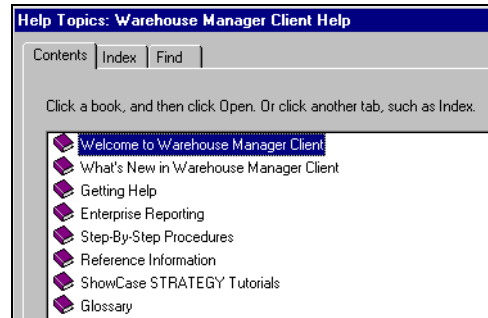 Help Topics: Warehouse Manager Client Help
Contents Index Find
Click a book, and then click Open. Or click another tab, such as Index.
Welcome to Warehouse Manager Client
What's New in Warehouse Manager Client
Getting Help
Enterprise Reporting
Step-By-Step Procedures
Reference Information
ShowCase STRATEGY Tutorials
Glossary